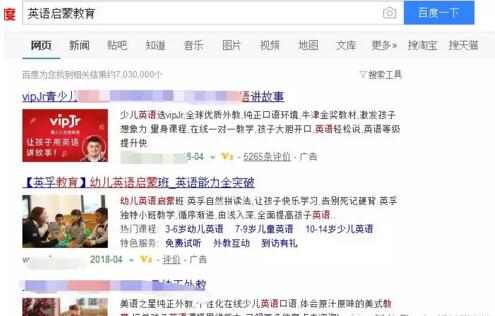 度
英语启蒙教育
百度一下
网页 新闻 贴吧 知道 音乐 图片 视频 地图 文库 更多» 搜淘宝 搜天猫
百度为您找到相关结果约7,030,000个
搜索工具
vipJr青少儿
语讲故事
vipJr
让孩子用英语
讲故事!
少儿英语选vipJr,全球优质外教,纯正口语环境,牛津金奖教材,激发孩子
想象力.量身课程,在线一对一教学,孩子大胆开口,英语轻松说,英语等级
提升快.
8-04 V3 - 5265条评价 - 广告
【英孚教育】幼儿英语启蒙班_英语能力全突破
幼儿英语启蒙班 英孚自然拼读法,让孩子快乐学习,告别死记硬背 英孚
独特小班教学,循序渐进,由浅入深,全面提高孩子英语..
热门课程: 3-6岁幼儿英语 7-9岁儿童英语 10-14岁少儿英语
特色服务: 免费试听 外教互动 到访有礼
2018-04 V3 - 评价 - 广告
纯正外教
美语之星纯正外教,个性化在线少儿英语口语,体会原汁原味的美式教